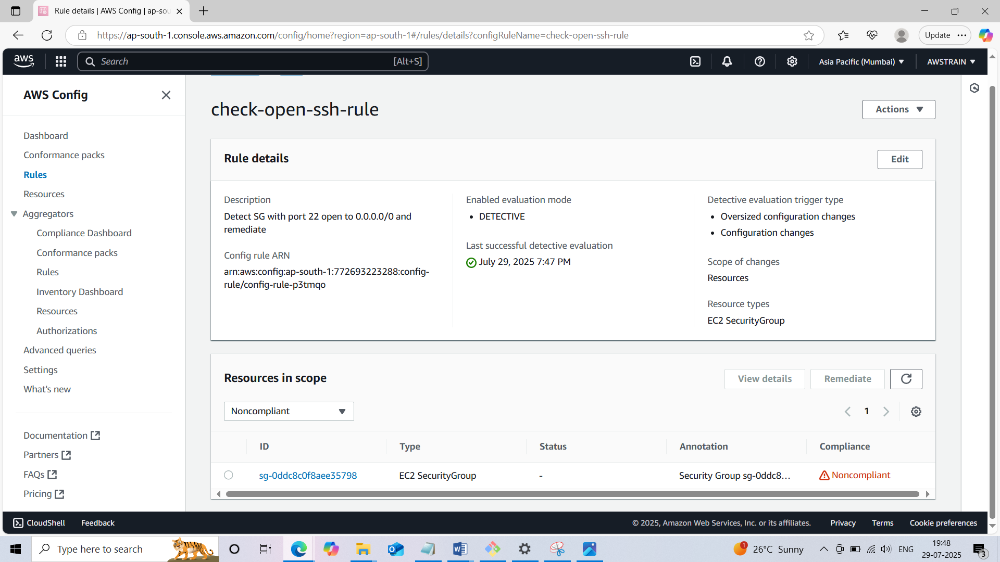 Rule details | AWS Config | ap-sou
https://ap-south-1.console.aws.amazon.com/config/home?region=ap-south-1#/rules/details?configRuleName=check-open-ssh-rule
Update
aws
Search
[Alt+S]
Asia Pacific (Mumbai)
AWSTRAIN
AWS Config
Dashboard
Conformance packs
Rules
Resources
Aggregators
Compliance Dashboard
Conformance packs
Rules
Inventory Dashboard
Resources
Authorizations
Advanced queries
Settings
What's new
Documentation
Partners
FAQs
Pricing
check-open-ssh-rule
Actions
Rule details
Edit
Description
Detect SG with port 22 open to 0.0.0.0/0 and
remediate
Config rule ARN
arn:aws:config:ap-south-1:772693223288:config-
rule/config-rule-p3tmqo
Enabled evaluation mode
• DETECTIVE
Last successful detective evaluation
July 29, 2025 7:47 PM
Detective evaluation trigger type
• Oversized configuration changes
• Configuration changes
Scope of changes
Resources
Resource types
EC2 SecurityGroup
Resources in scope
View details
Remediate
Noncompliant
1
ID Type Status Annotation Compliance
sg-0ddc8c0f8aee35798 EC2 SecurityGroup - Security Group sg-0ddc8… Noncompliant
CloudShell
Feedback
© 2025, Amazon Web Services, Inc. or its affiliates.
Privacy
Terms
Cookie preferences
Type here to search
1
26°C Sunny
ENG
19:48
29-07-2025
3